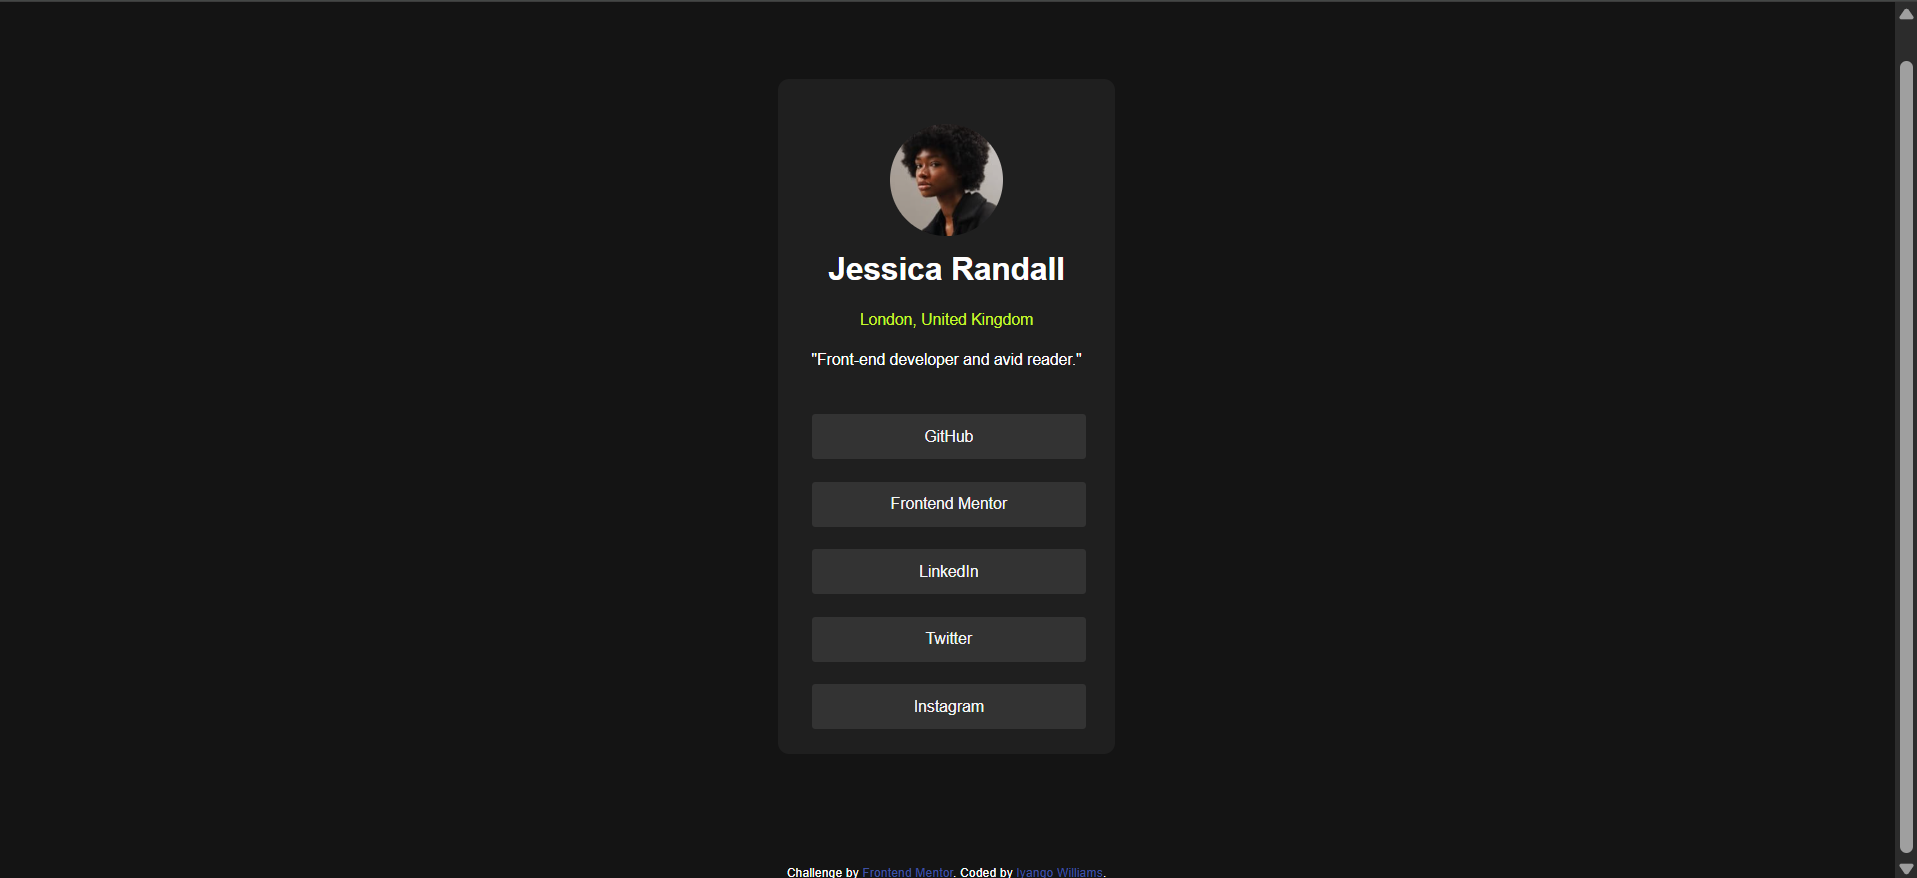 Jessica Randall
London, United Kingdom
"Front-end developer and avid reader."
GitHub
Frontend Mentor
LinkedIn
Twitter
Instagram
Challenge by Frontend Mentor. Coded by Iyango Williams.